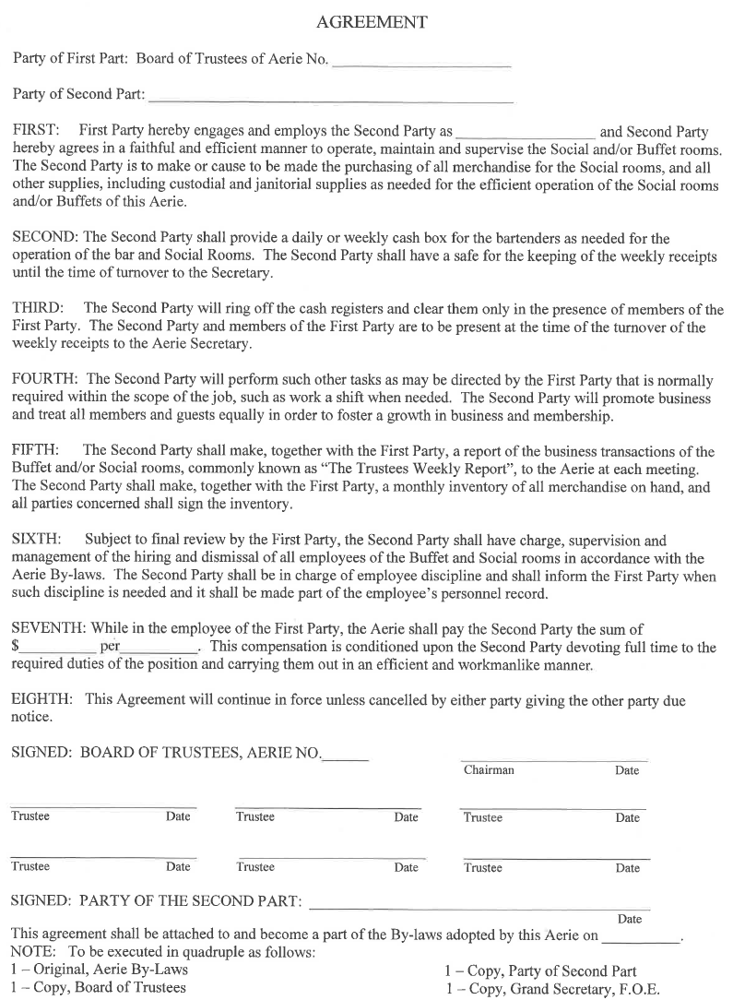 AGREEMENT
Party of First Part: Board of Trustees of Aerie No. ____________________
Party of Second Part: ____________________
FIRST: First Party hereby engages and employs the Second Party as ____________________ and Second Party
hereby agrees in a faithful and efficient manner to operate, maintain and supervise the Social and/or Buffet rooms.
The Second Party is to make or cause to be made the purchasing of all merchandise for the Social rooms, and all
other supplies, including custodial and janitorial supplies as needed for the efficient operation of the Social rooms
and/or Buffets of this Aerie.
SECOND: The Second Party shall provide a daily or weekly cash box for the bartenders as needed for the
operation of the bar and Social Rooms. The Second Party shall have a safe for the keeping of the weekly receipts
until the time of turnover to the Secretary.
THIRD: The Second Party will ring off the cash registers and clear them only in the presence of members of the
First Party. The Second Party and members of the First Party are to be present at the time of the turnover of the
weekly receipts to the Aerie Secretary.
FOURTH: The Second Party will perform such other tasks as may be directed by the First Party that is normally
required within the scope of the job, such as work a shift when needed. The Second Party will promote business
and treat all members and guests equally in order to foster a growth in business and membership.
FIFTH: The Second Party shall make, together with the First Party, a report of the business transactions of the
Buffet and/or Social rooms, commonly known as “The Trustees Weekly Report”, to the Aerie at each meeting.
The Second Party shall make, together with the First Party, a monthly inventory of all merchandise on hand, and
all parties concerned shall sign the inventory.
SIXTH: Subject to final review by the First Party, the Second Party shall have charge, supervision and
management of the hiring and dismissal of all employees of the Buffet and Social rooms in accordance with the
Aerie By-laws. The Second Party shall be in charge of employee discipline and shall inform the First Party when
such discipline is needed and it shall be made part of the employee’s personnel record.
SEVENTH: While in the employee of the First Party, the Aerie shall pay the Second Party the sum of
$__________ per__________. This compensation is conditioned upon the Second Party devoting full time to the
required duties of the position and carrying them out in an efficient and workmanlike manner.
EIGHTH: This Agreement will continue in force unless cancelled by either party giving the other party due
notice.
SIGNED: BOARD OF TRUSTEES, AERIE NO.______
Chairman Date
Trustee Date Trustee Date Trustee Date
Trustee Date Trustee Date Trustee Date
SIGNED: PARTY OF THE SECOND PART: ____________________
Date
This agreement shall be attached to and become a part of the By-laws adopted by this Aerie on __________.
NOTE: To be executed in quadruple as follows:
1 – Original, Aerie By-Laws 1 – Copy, Party of Second Part
1 – Copy, Board of Trustees 1 – Copy, Grand Secretary, F.O.E.